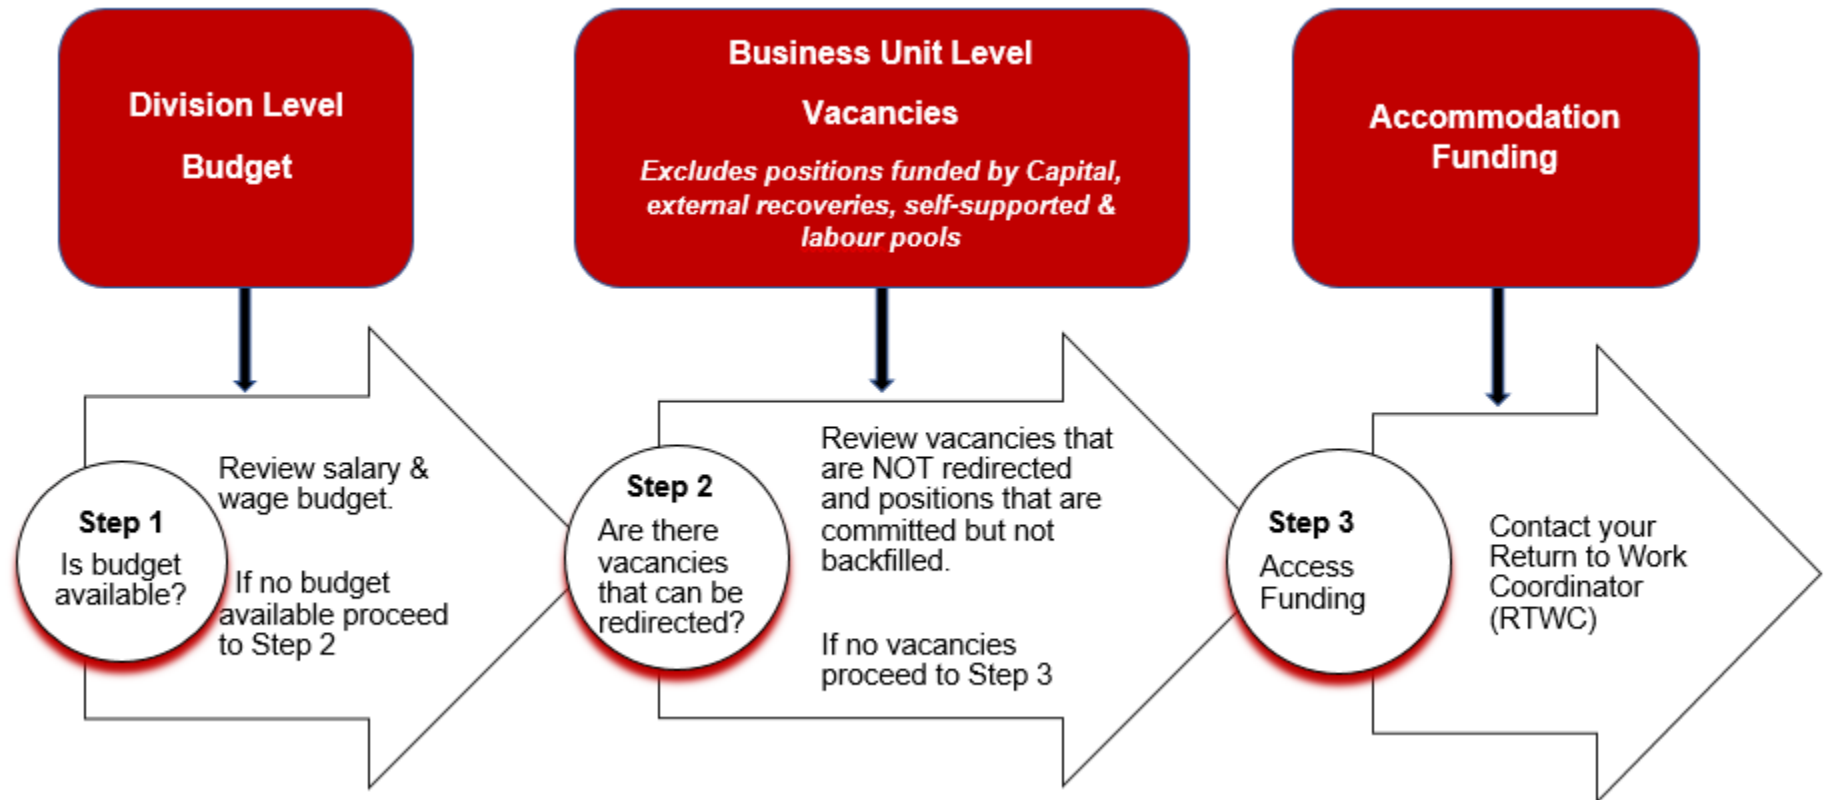 Division Level
Budget
Business Unit Level
Vacancies
Excludes positions funded by Capital,
external recoveries, self-supported &
labour pools
Accommodation
Funding
Step 1
Is budget
available?
Review salary &
wage budget.
If no budget
available proceed
to Step 2
Step 2
Are there
vacancies
that can be
redirected?
Review vacancies that
are NOT redirected
and positions that are
committed but not
backfilled.
If no vacancies
proceed to Step 3
Step 3
Access
Funding
Contact your
Return to Work
Coordinator
(RTWC)